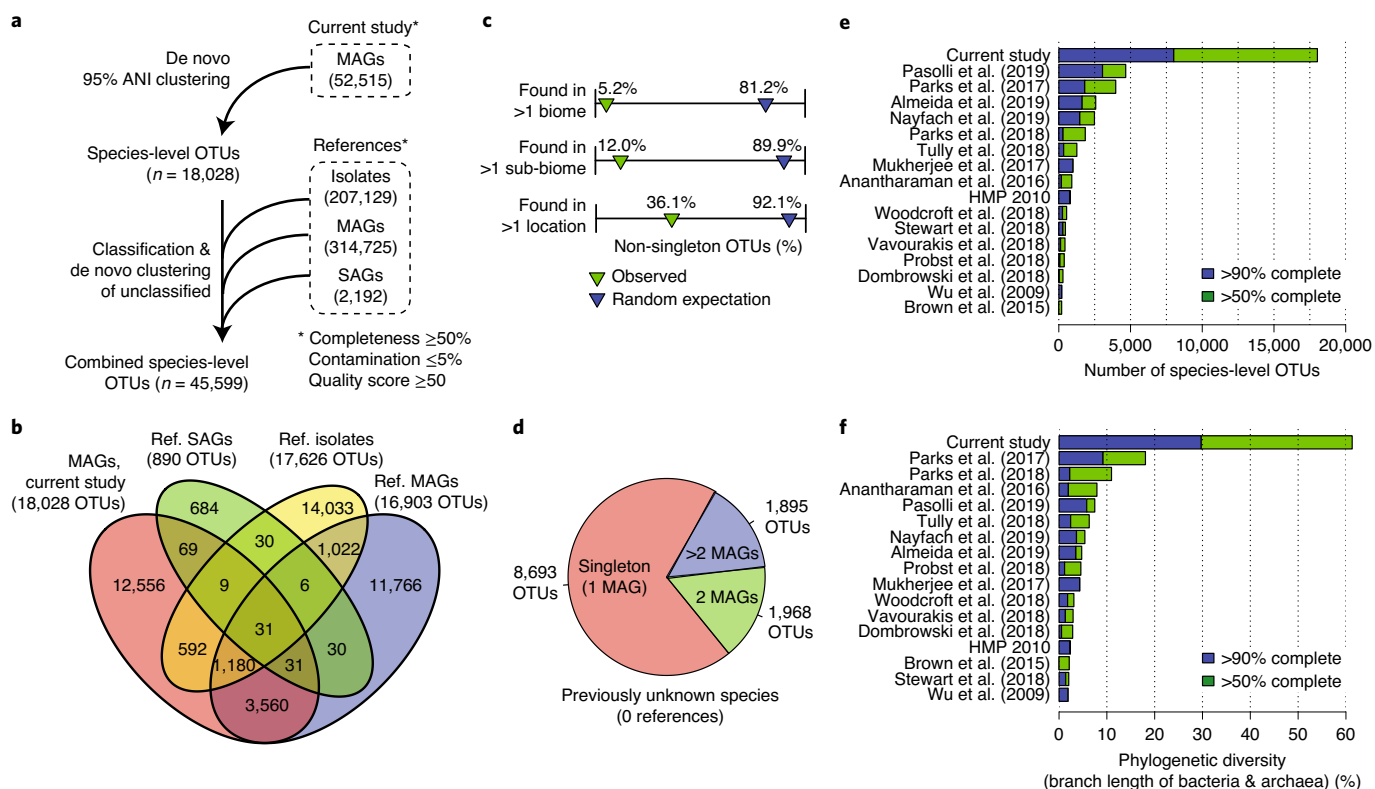 a
Current study*
MAGs
(52,515)
De novo
95% ANI clustering
Species-level OTUs
(n = 18,028)
References*
Isolates
(207,129)
MAGs
(314,725)
SAGs
(2,192)
Classification &
de novo clustering
of unclassified
Combined species-level
OTUs (n = 45,599)
* Completeness ≥50%
Contamination ≤5%
Quality score ≥50
b
MAGs,
current study
(18,028 OTUs)
Ref. SAGs
(890 OTUs)
Ref. isolates
(17,626 OTUs)
Ref. MAGs
(16,903 OTUs)
684
14,033
69
30
1,022
12,556
9
6
11,766
31
592
30
1,180
31
3,560
c
Found in
>1 biome
5.2%
81.2%
Found in
>1 sub-biome
12.0%
89.9%
Found in
>1 location
36.1%
92.1%
Non-singleton OTUs (%)
Observed
Random expectation
d
8,693
OTUs
Singleton
(1 MAG)
>2 MAGs
1,895
OTUs
2 MAGs
1,968
OTUs
Previously unknown species
(0 references)
e
Current study
Pasolli et al. (2019)
Parks et al. (2017)
Almeida et al. (2019)
Nayfach et al. (2019)
Parks et al. (2018)
Tully et al. (2018)
Mukherjee et al. (2017)
Anantharaman et al. (2016)
HMP 2010
Woodcroft et al. (2018)
Stewart et al. (2018)
Vavourakis et al. (2018)
Probst et al. (2018)
Dombrowski et al. (2018)
Wu et al. (2009)
Brown et al. (2015)
>90% complete
>50% complete
0 5,000 10,000 15,000 20,000
Number of species-level OTUs
f
Current study
Parks et al. (2017)
Parks et al. (2018)
Anantharaman et al. (2016)
Pasolli et al. (2019)
Tully et al. (2018)
Nayfach et al. (2019)
Almeida et al. (2019)
Probst et al. (2018)
Mukherjee et al. (2017)
Woodcroft et al. (2018)
Vavourakis et al. (2018)
Dombrowski et al. (2018)
HMP 2010
Brown et al. (2015)
Stewart et al. (2018)
Wu et al. (2009)
>90% complete
>50% complete
0 10 20 30 40 50 60
Phylogenetic diversity
(branch length of bacteria & archaea) (%)